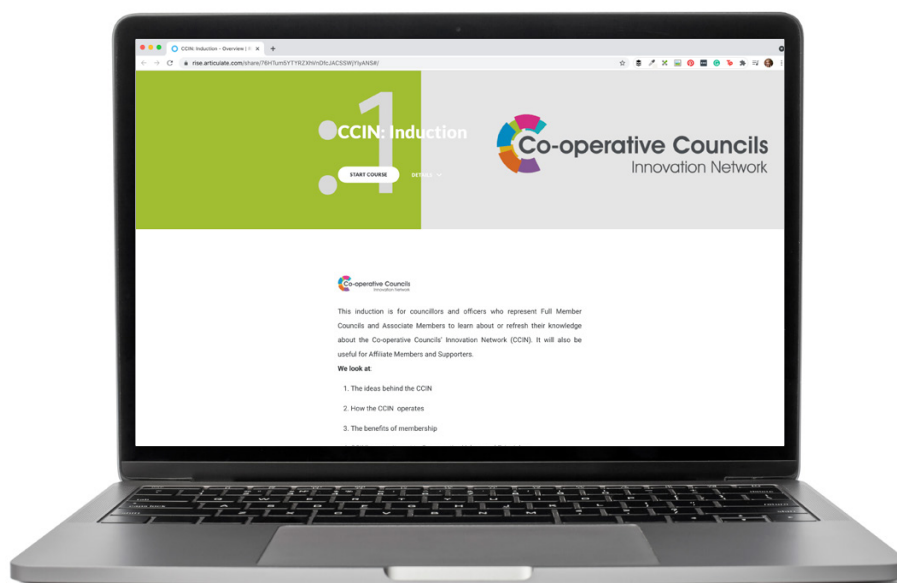 CCIN: Induction - Overview | R
rise.articulate.com/share/
:1
CCIN: Induction
START COURSE
DETAILS
Co-operative Councils
Innovation Network
Co-operative Councils
Innovation Network
This induction is for councillors and officers who represent Full Member
Councils and Associate Members to learn about or refresh their knowledge
about the Co-operative Councils' Innovation Network (CCIN). It will also be
useful for Affiliate Members and Supporters.
We look at:
1. The ideas behind the CCIN
2. How the CCIN operates
3. The benefits of membership